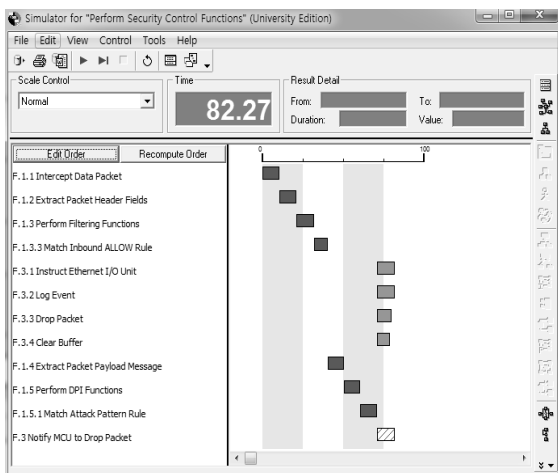 Simulator for "Perform Security Control Functions" (University Edition)
File Edit View Control Tools Help
Scale Control
Normal
Time
82.27
Result Detail
From:
To:
Duration:
Value:
Edit Order
Recompute Order
0
100
F.1.1 Intercept Data Packet
F.1.2 Extract Packet Header Fields
F.1.3 Perform Filtering Functions
F.1.3.3 Match Inbound ALLOW Rule
F.3.1 Instruct Ethernet I/O Unit
F.3.2 Log Event
F.3.3 Drop Packet
F.3.4 Clear Buffer
F.1.4 Extract Packet Payload Message
F.1.5 Perform DPI Functions
F.1.5.1 Match Attack Pattern Rule
F.3 Notify MCU to Drop Packet